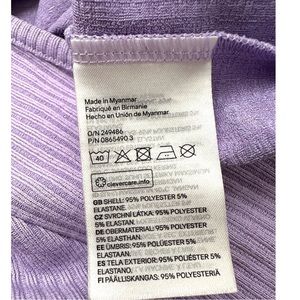 Made in Myanmar
Fabriqué en Birmanie
Hecho en Unión de Myanmar
O/N 249486
P/N 0865490.3
40
clevercare.info
GB SHELL: 95% POLYESTER 5%
ELASTANE.
CZ SVRCHNÍ LÁTKA: 95% POLYESTER
5% ELASTAN.
DE OBERMATERIAL: 95% POLYESTER
5% ELASTHAN.
EE ÜMBRIS: 95% POLÜESTER 5%
ELASTAAN.
ES TELA EXTERIOR: 95% POLIÉSTER 5%
ELASTANO.
FI PÄÄLLISKANGAS: 95% POLYESTERIÄ